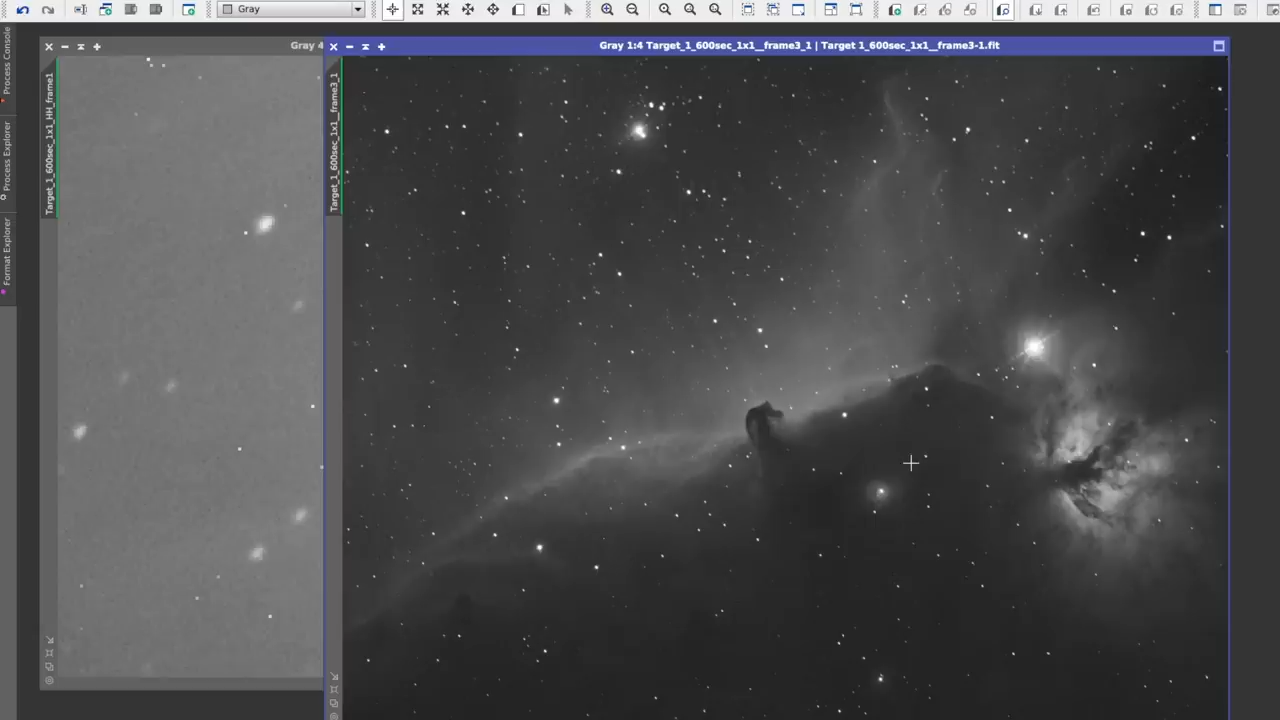 Gray
Process Console
Process Explorer
Format Explorer
Gray 4
Target_1_600sec_1x1_HH_frame1
Gray 1:4 Target_1_600sec_1x1__frame3_1 | Target 1_600sec_1x1__frame3-1.fit
Target_1_600sec_1x1__frame3_1